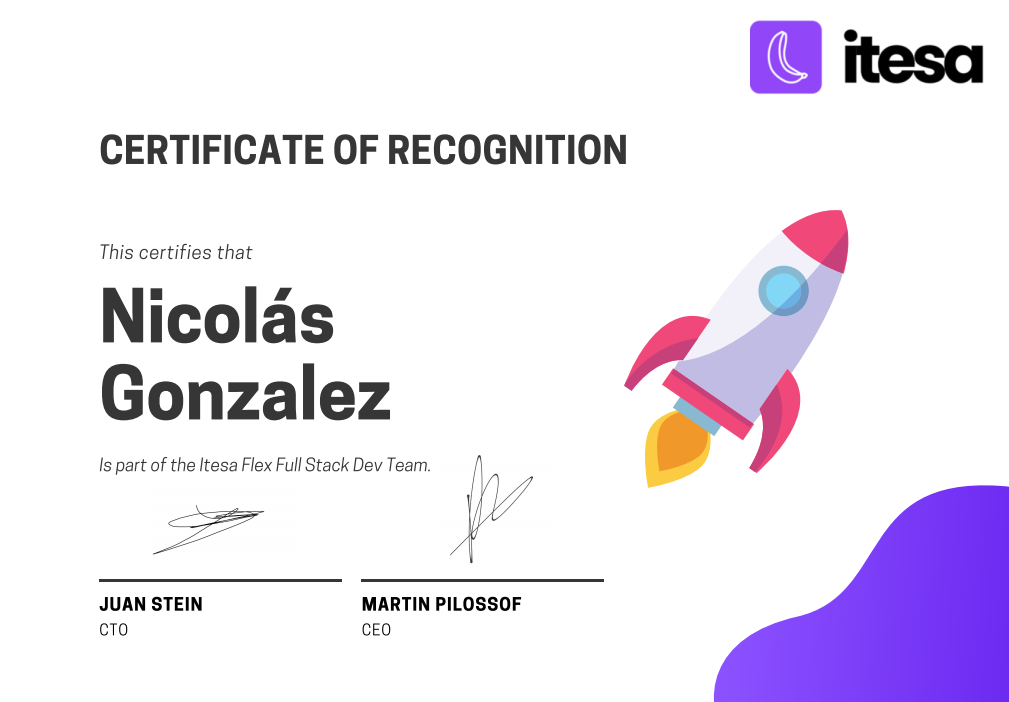 itesa
CERTIFICATE OF RECOGNITION
This certifies that
Nicolás
Gonzalez
Is part of the Itesa Flex Full Stack Dev Team.
JUAN STEIN
CTO
MARTIN PILOSSOF
CEO